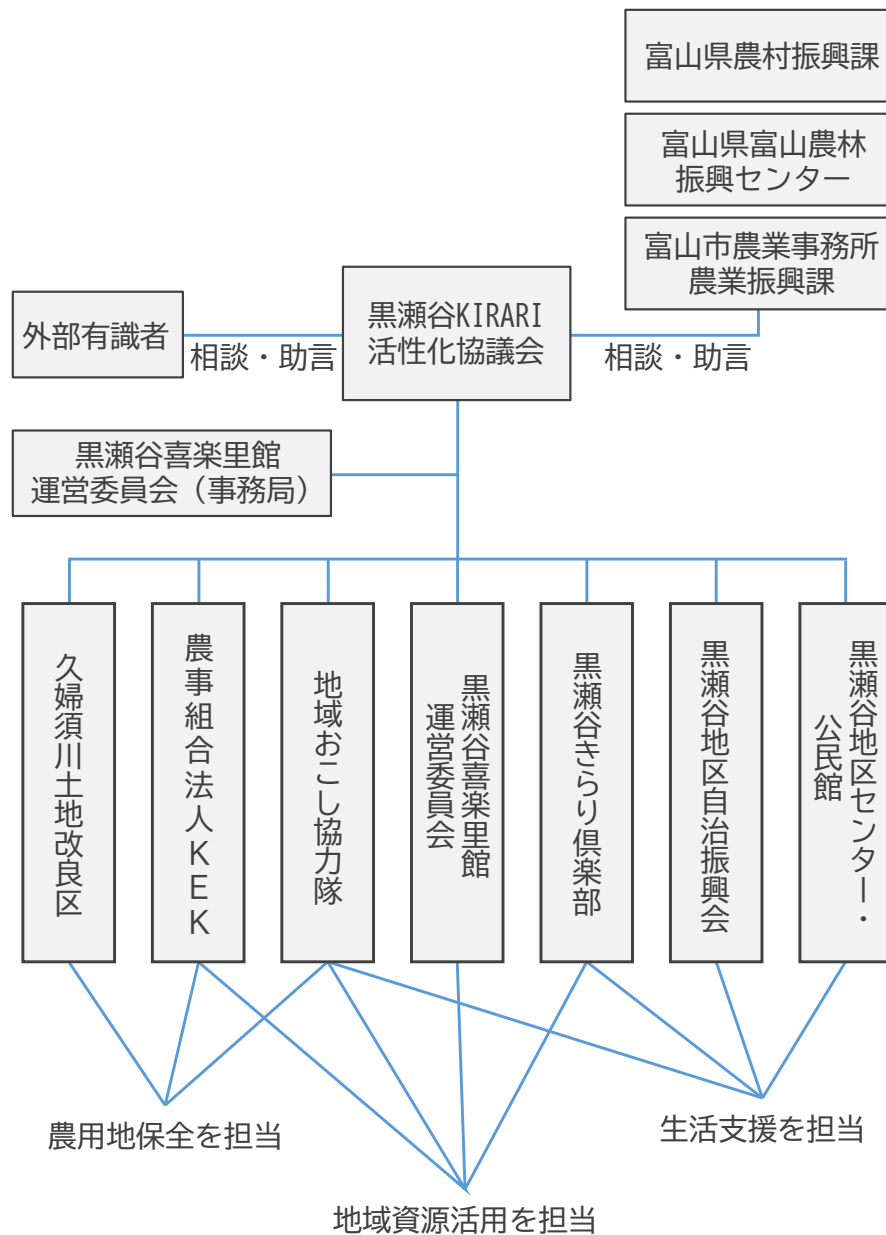 富山県農村振興課
富山県富山農林
振興センター
富山市農業事務所
農業振興課
外部有識者
相談・助言
黒瀬谷KIRARI
活性化協議会
相談・助言
黒瀬谷喜楽里館
運営委員会（事務局）
久婦須川土地改良区
農事組合法人ＫＥＫ
地域おこし協力隊
黒瀬谷喜楽里館
運営委員会
黒瀬谷きらり倶楽部
黒瀬谷地区自治振興会
黒瀬谷地区センター・
公民館
農用地保全を担当
生活支援を担当
地域資源活用を担当